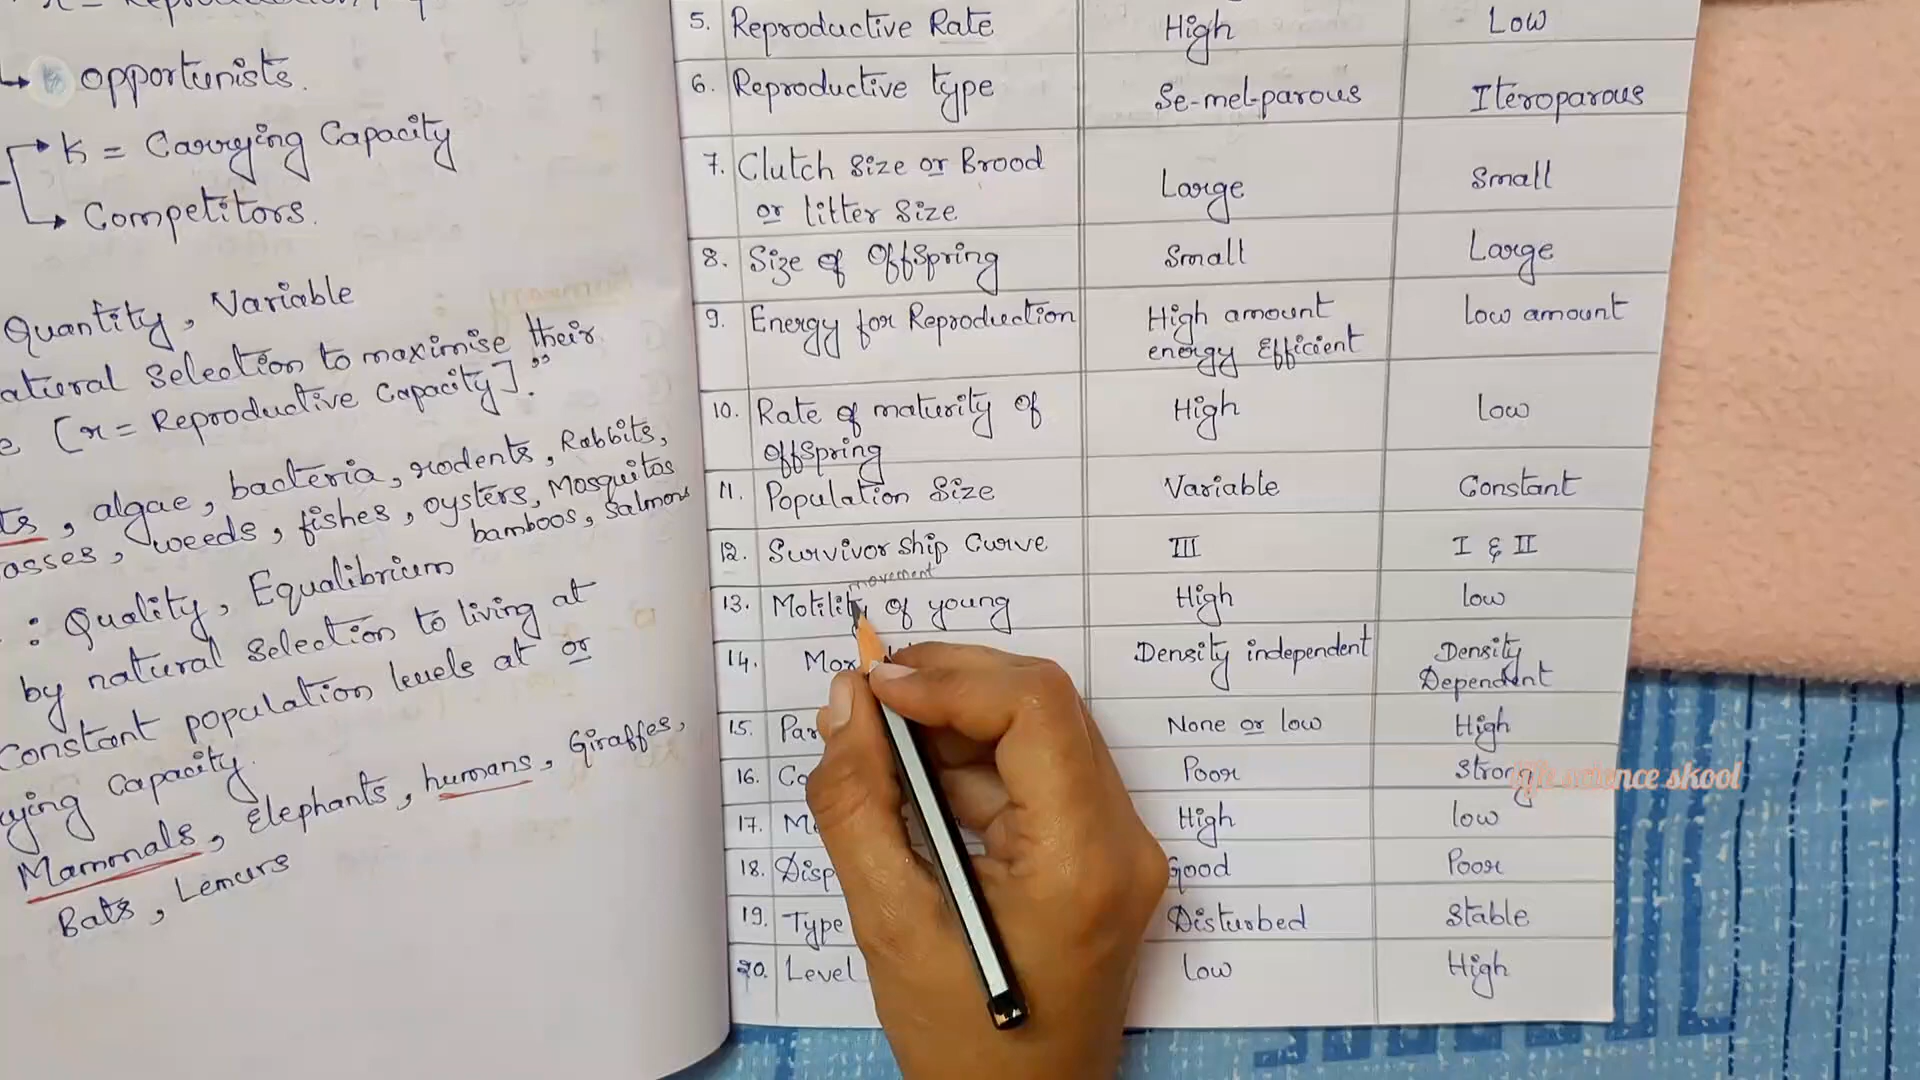 opportunists.
K = Carrying Capacity
Competitors.
Quantity, Variable
Selection to maximise their
[r = Reproductive Capacity]".
algae, bacteria, rodents, Rabbits,
weeds, fishes, oysters, Mosquitos
bamboos, Salmons
: Quality, Equalibrium
by natural selection to living at
Constant population levels at or
Capacity.
Mammals, Elephants, humans, Giraffes,
Bats, Lemurs
5. Reproductive Rate High Low
6. Reproductive type Se-mel-parous Iteroparous
7. Clutch Size or Brood
or litter Size Large Small
8. Size of Offspring Small Large
9. Energy for Reproduction High amount low amount
energy Efficient
10. Rate of maturity of High low
offspring
11. Population Size Variable Constant
12. Survivor ship Curve III I & II
movement
13. Motility of young High low
14. Density independent Density
Dependent
15. None or low High
16. Poor Strong
17. High low
18. Good Poor
19. Type Disturbed Stable
20. Level low High
life science skool